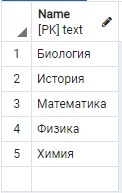 Name
[PK] text
1 Биология
2 История
3 Математика
4 Физика
5 Химия